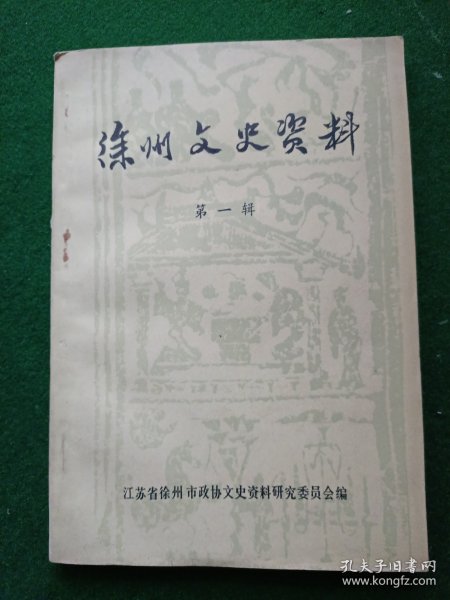 徐州文史资料
第一辑
江苏省徐州市政协文史资料研究委员会编
孔夫子旧书网
www.kongfz.com